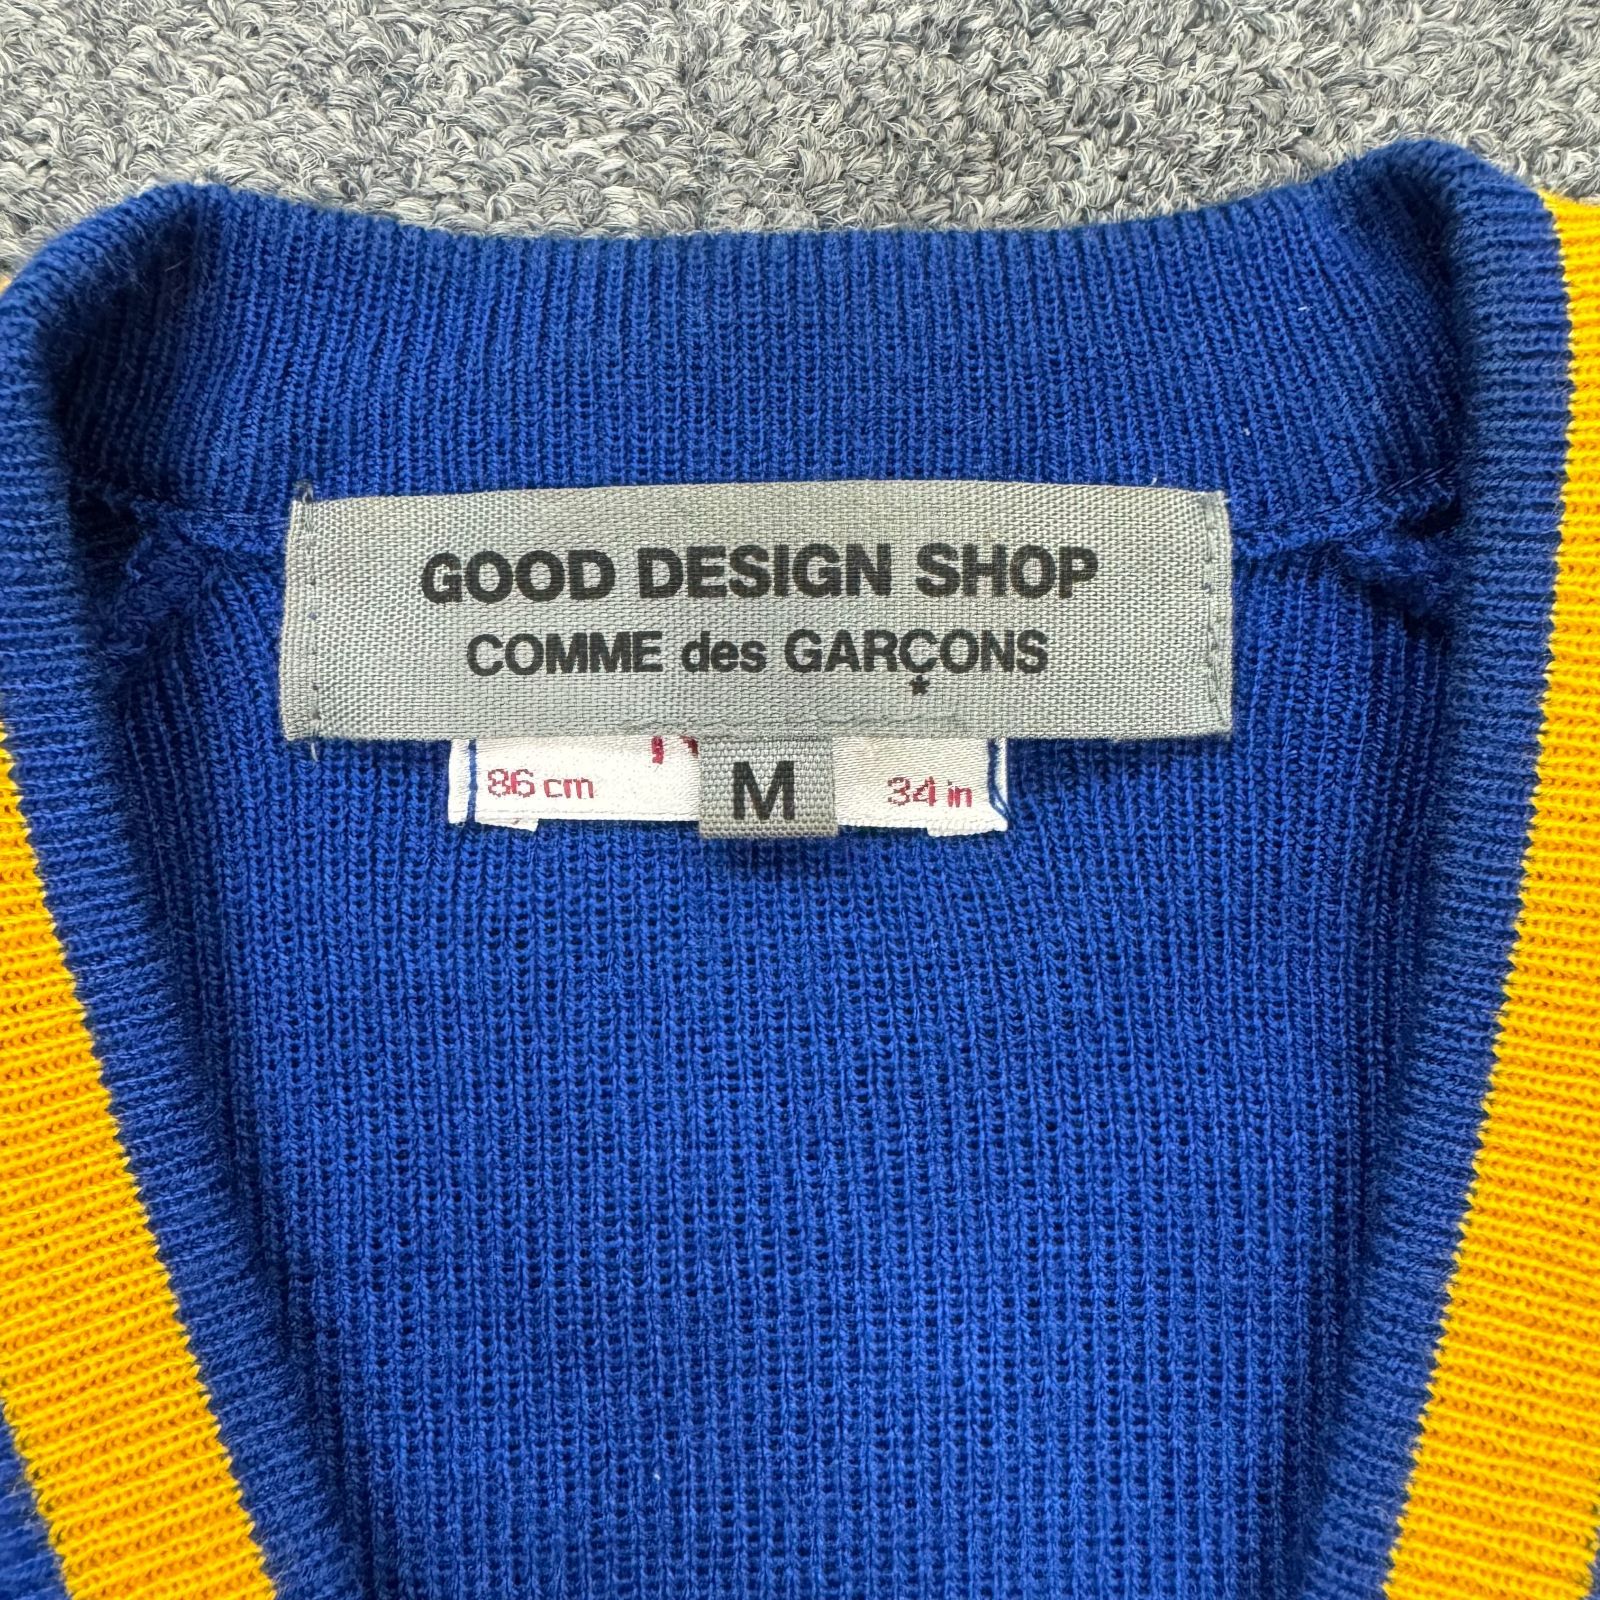 GOOD DESIGN SHOP
COMME des GARÇONS
86 cm M 34 in